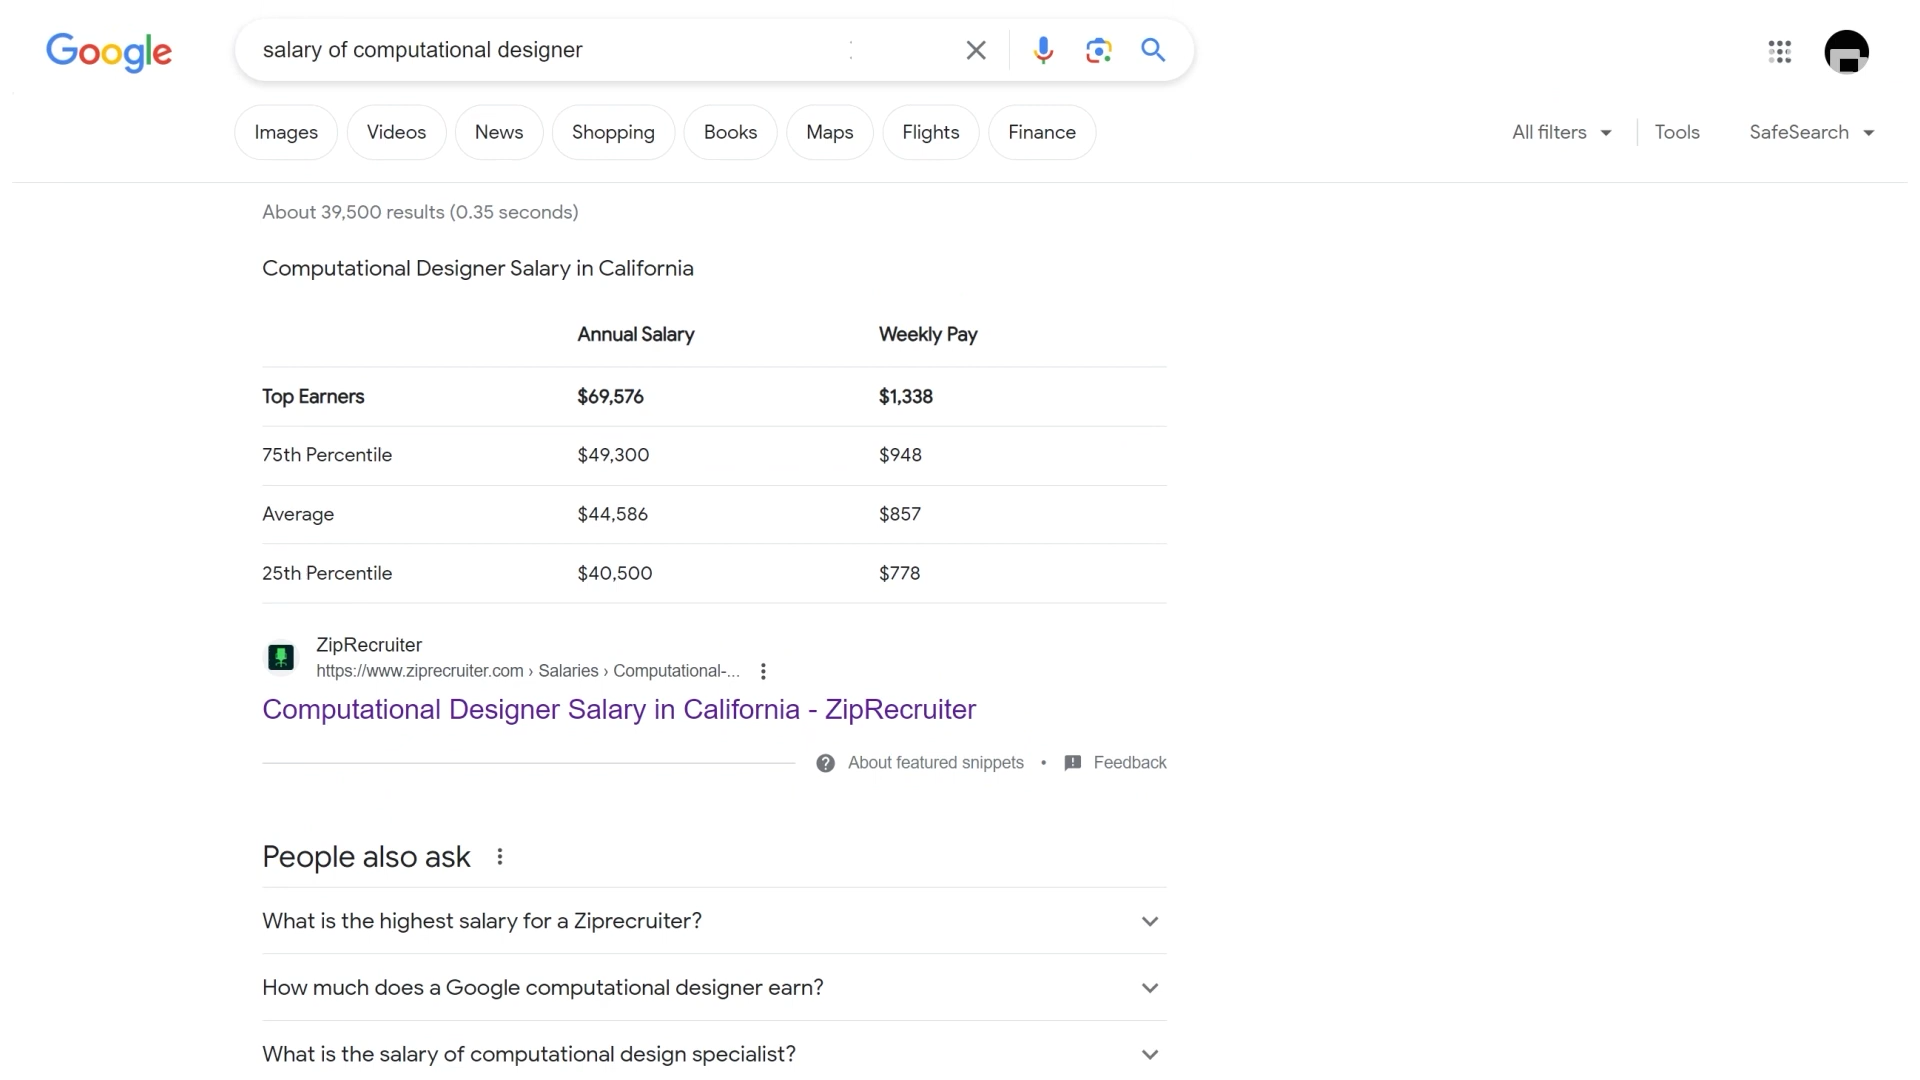 Google
salary of computational designer
Images Videos News Shopping Books Maps Flights Finance All filters Tools SafeSearch
About 39,500 results (0.35 seconds)
Computational Designer Salary in California
Annual Salary Weekly Pay
Top Earners $69,576 $1,338
75th Percentile $49,300 $948
Average $44,586 $857
25th Percentile $40,500 $778
ZipRecruiter
https://www.ziprecruiter.com › Salaries › Computational-...
Computational Designer Salary in California - ZipRecruiter
About featured snippets • Feedback
People also ask
What is the highest salary for a Ziprecruiter?
How much does a Google computational designer earn?
What is the salary of computational design specialist?